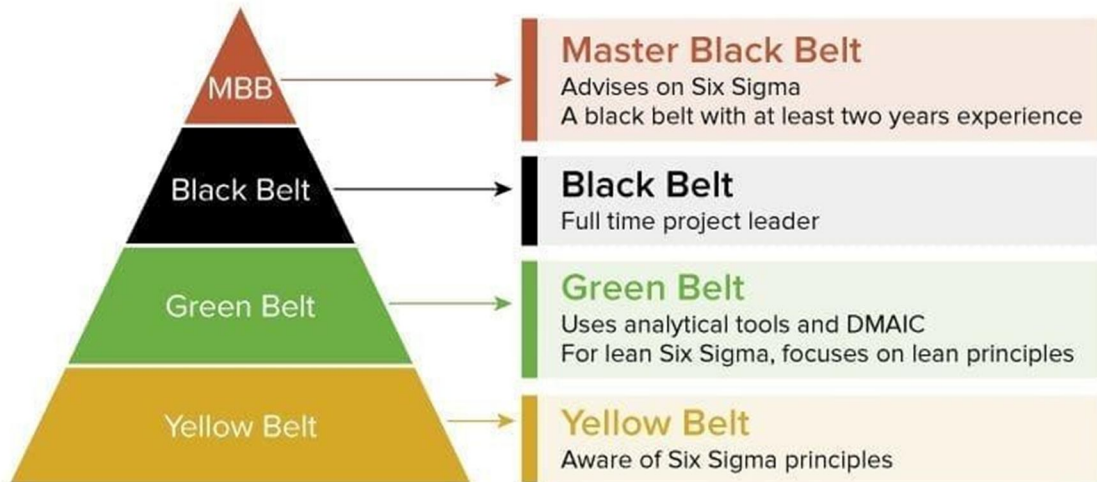 MBB
Master Black Belt
Advises on Six Sigma
A black belt with at least two years experience
Black Belt
Black Belt
Full time project leader
Green Belt
Green Belt
Uses analytical tools and DMAIC
For lean Six Sigma, focuses on lean principles
Yellow Belt
Yellow Belt
Aware of Six Sigma principles